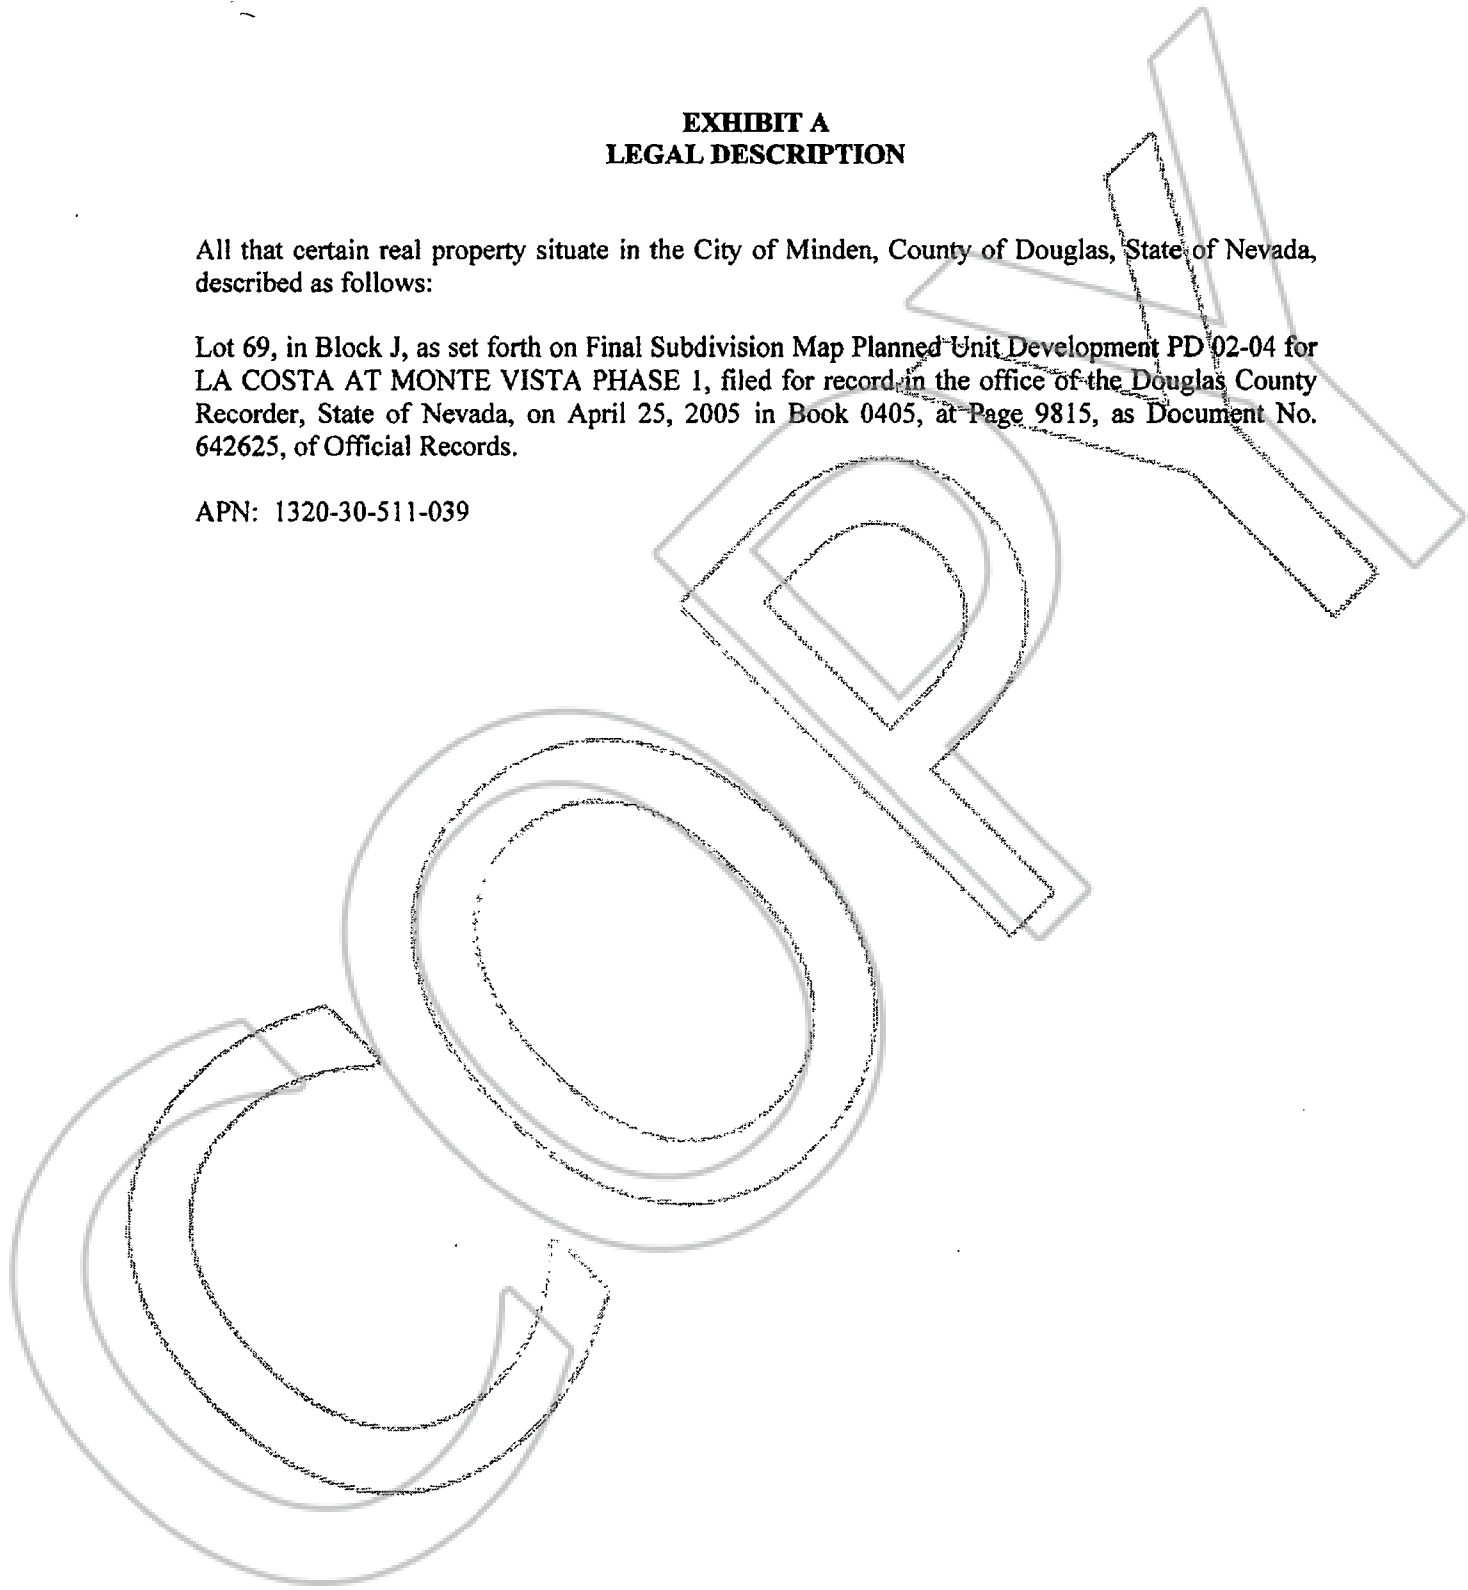 EXHIBIT A
LEGAL DESCRIPTION
All that certain real property situate in the City of Minden, County of Douglas, State of Nevada,
described as follows:
Lot 69, in Block J, as set forth on Final Subdivision Map Planned Unit Development PD 02-04 for
LA COSTA AT MONTE VISTA PHASE 1, filed for record in the office of the Douglas County
Recorder, State of Nevada, on April 25, 2005 in Book 0405, at Page 9815, as Document No.
642625, of Official Records.
APN: 1320-30-511-039
COPY
COPY